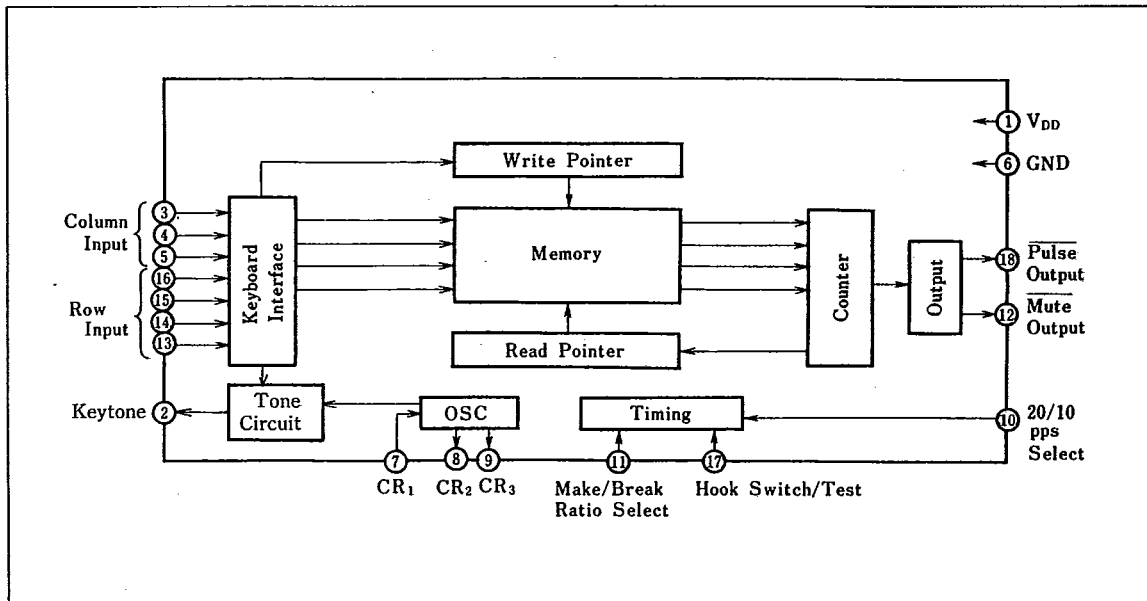 Write Pointer
① V_DD
⑥ GND
Column
Input
③
④
⑤
Row
Input
⑯
⑮
⑭
⑬
Keyboard
Interface
Memory
Counter
Output
⑱ P̅u̅l̅s̅e̅
Output
⑫ M̅u̅t̅e̅
Output
Read Pointer
Keytone ②
Tone
Circuit
OSC
Timing
⑩ 20/10
pps
Select
⑦ ⑧ ⑨ ⑪ ⑰
CR₁ CR₂ CR₃
Make/Break
Ratio Select
Hook Switch/Test